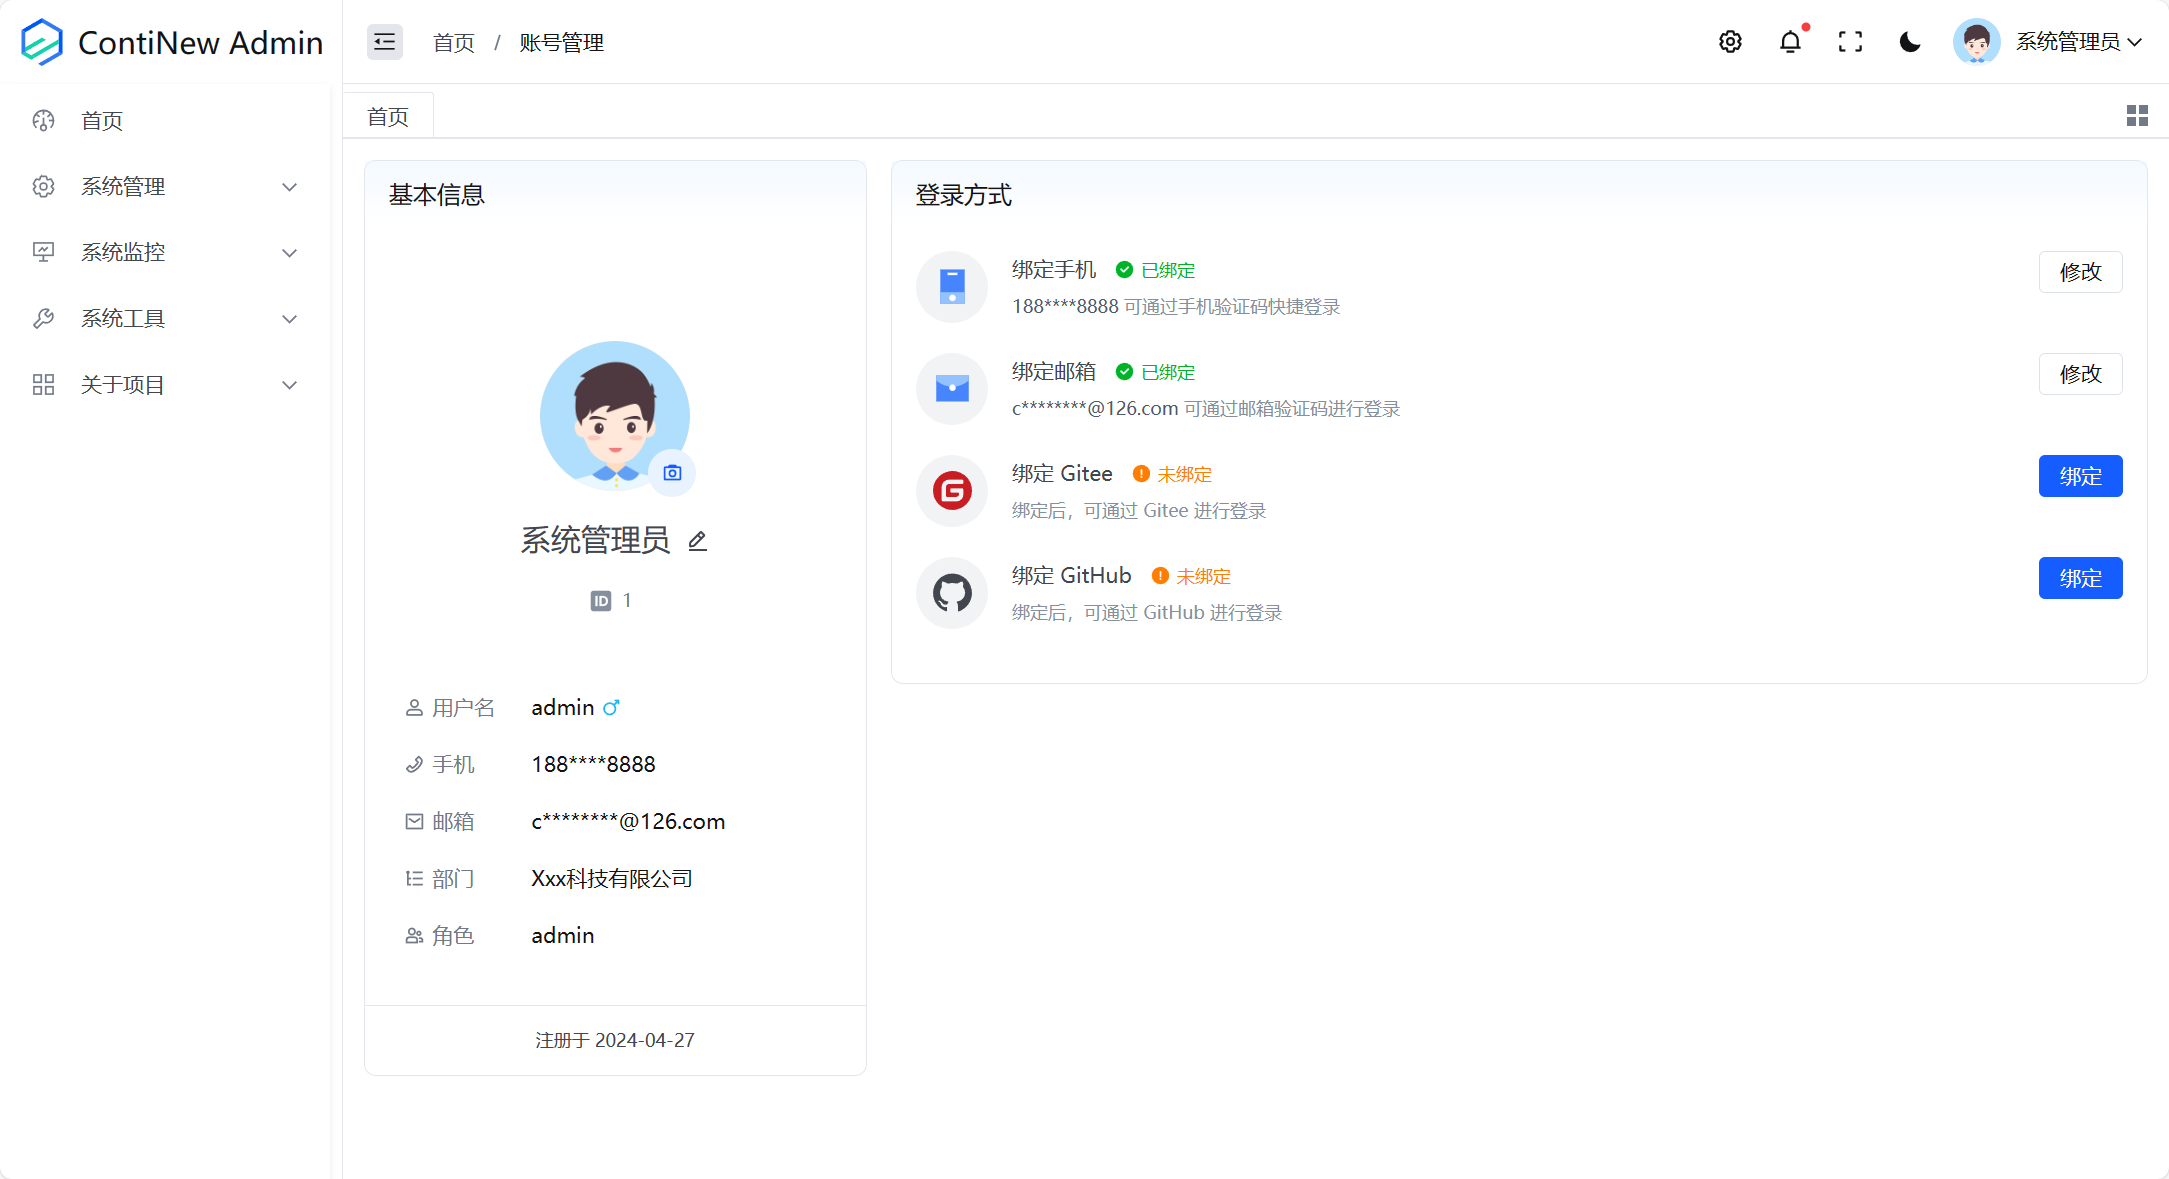 ContiNew Admin
首页 / 账号管理
系统管理员
首页
系统管理
系统监控
系统工具
关于项目
首页
基本信息
系统管理员
ID 1
用户名 admin
手机 188****8888
邮箱 c********@126.com
部门 Xxx科技有限公司
角色 admin
注册于 2024-04-27
登录方式
绑定手机 已绑定
188****8888 可通过手机验证码快捷登录
修改
绑定邮箱 已绑定
c********@126.com 可通过邮箱验证码进行登录
修改
绑定 Gitee 未绑定
绑定后，可通过 Gitee 进行登录
绑定
绑定 GitHub 未绑定
绑定后，可通过 GitHub 进行登录
绑定